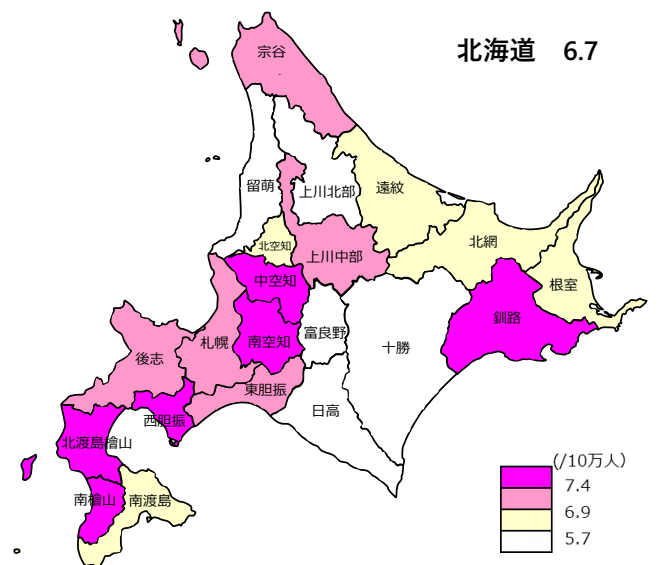 北海道 6.7
宗谷
留萌
上川北部
遠紋
北空知
上川中部
北網
中空知
根室
南空知
富良野
十勝
釧路
後志
札幌
東胆振
日高
西胆振
北渡島檜山
南檜山
南渡島
(/10万人)
7.4
6.9
5.7